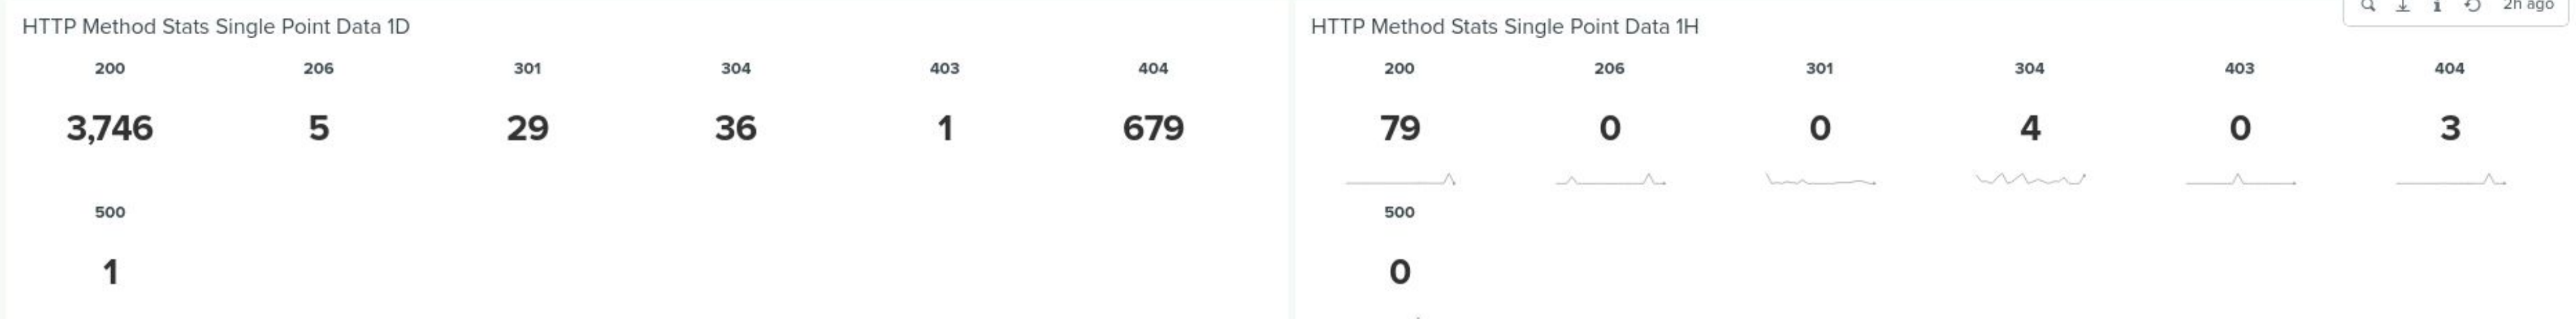 HTTP Method Stats Single Point Data 1D
200 206 301 304 403 404
3,746 5 29 36 1 679
500
1
2h ago
HTTP Method Stats Single Point Data 1H
200 206 301 304 403 404
79 0 0 4 0 3
500
0